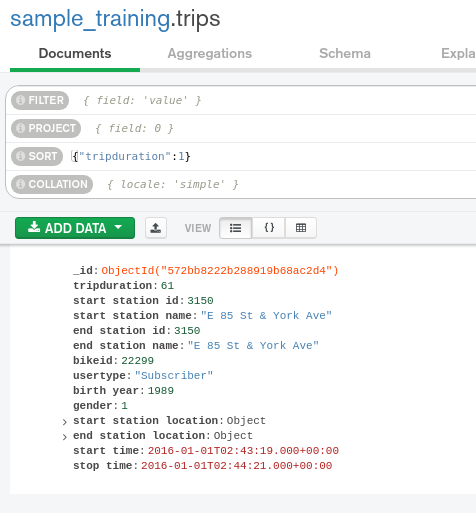 sample_training.trips
Documents Aggregations Schema Expla
FILTER { field: 'value' }
PROJECT { field: 0 }
SORT {"tripduration":1}
COLLATION { locale: 'simple' }
ADD DATA VIEW {}
_id: ObjectId("572bb8222b288919b68ac2d4")
tripduration: 61
start station id: 3150
start station name: "E 85 St & York Ave"
end station id: 3150
end station name: "E 85 St & York Ave"
bikeid: 22299
usertype: "Subscriber"
birth year: 1989
gender: 1
start station location: Object
end station location: Object
start time: 2016-01-01T02:43:19.000+00:00
stop time: 2016-01-01T02:44:21.000+00:00